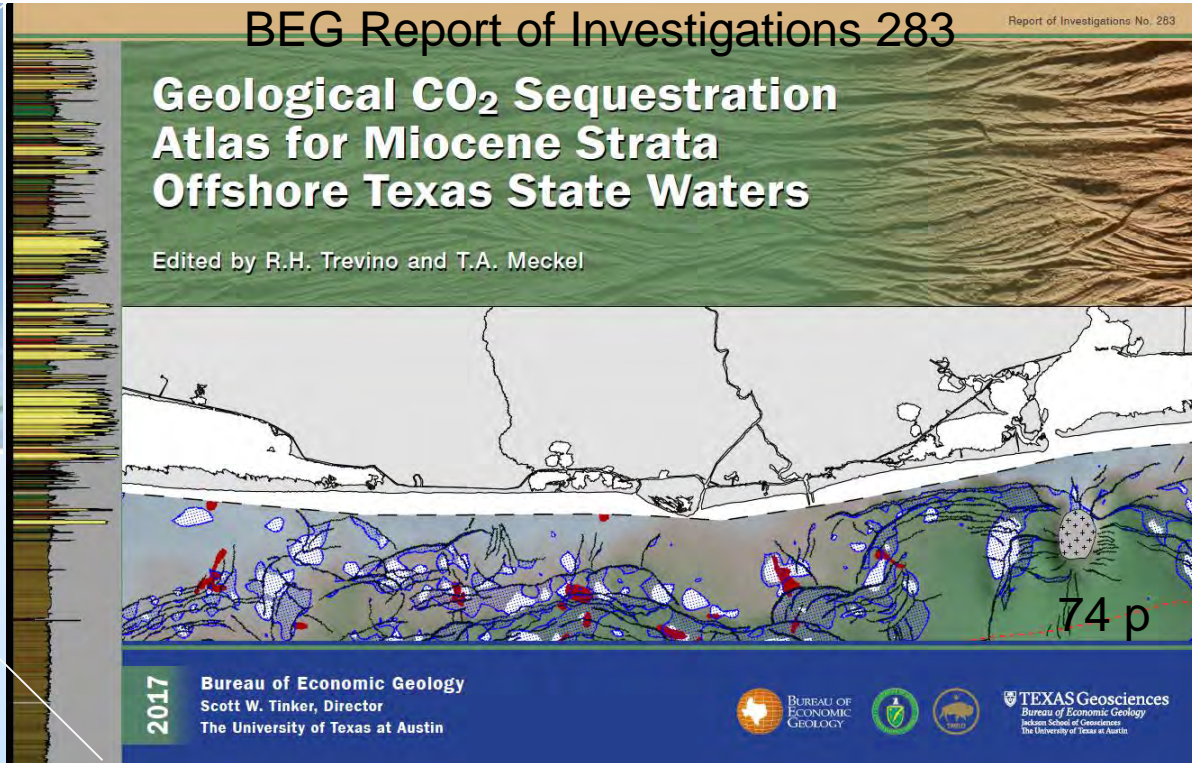 BEG Report of Investigations 283
Report of Investigations No. 283
Geological CO₂ Sequestration
Atlas for Miocene Strata
Offshore Texas State Waters
Edited by R.H. Trevino and T.A. Meckel
74 p
2017
Bureau of Economic Geology
Scott W. Tinker, Director
The University of Texas at Austin
BUREAU OF
ECONOMIC
GEOLOGY
TEXAS Geosciences
Bureau of Economic Geology
Jackson School of Geosciences
The University of Texas at Austin